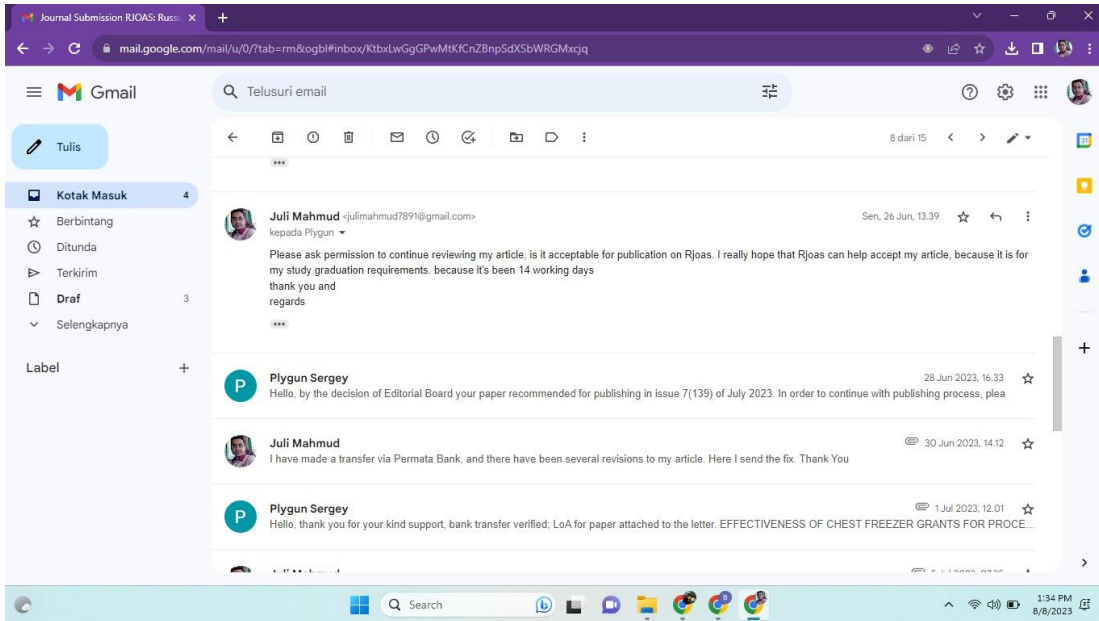 Journal Submission RJOAS: Russi
mail.google.com/mail/u/0/?tab=rm&ogbl#inbox/KtbxLwGgGPwMtKfCnZBnpSdXSbWRGMxcjq
Gmail
Telusuri email
Tulis
8 dari 15
Kotak Masuk 4
Berbintang
Ditunda
Terkirim
Draf 3
Selengkapnya
Label
Juli Mahmud <julimahmud7891@gmail.com>
Sen, 26 Jun, 13.39
kepada Plygun
Please ask permission to continue reviewing my article, is it acceptable for publication on Rjoas. I really hope that Rjoas can help accept my article, because it is for
my study graduation requirements. because it's been 14 working days
thank you and
regards
Plygun Sergey
28 Jun 2023, 16.33
Hello, by the decision of Editorial Board your paper recommended for publishing in issue 7(139) of July 2023. In order to continue with publishing process, plea
Juli Mahmud
30 Jun 2023, 14.12
I have made a transfer via Permata Bank, and there have been several revisions to my article. Here I send the fix. Thank You
Plygun Sergey
1 Jul 2023, 12.01
Hello, thank you for your kind support, bank transfer verified; LoA for paper attached to the letter. EFFECTIVENESS OF CHEST FREEZER GRANTS FOR PROCE...
Search
1:34 PM
8/8/2023